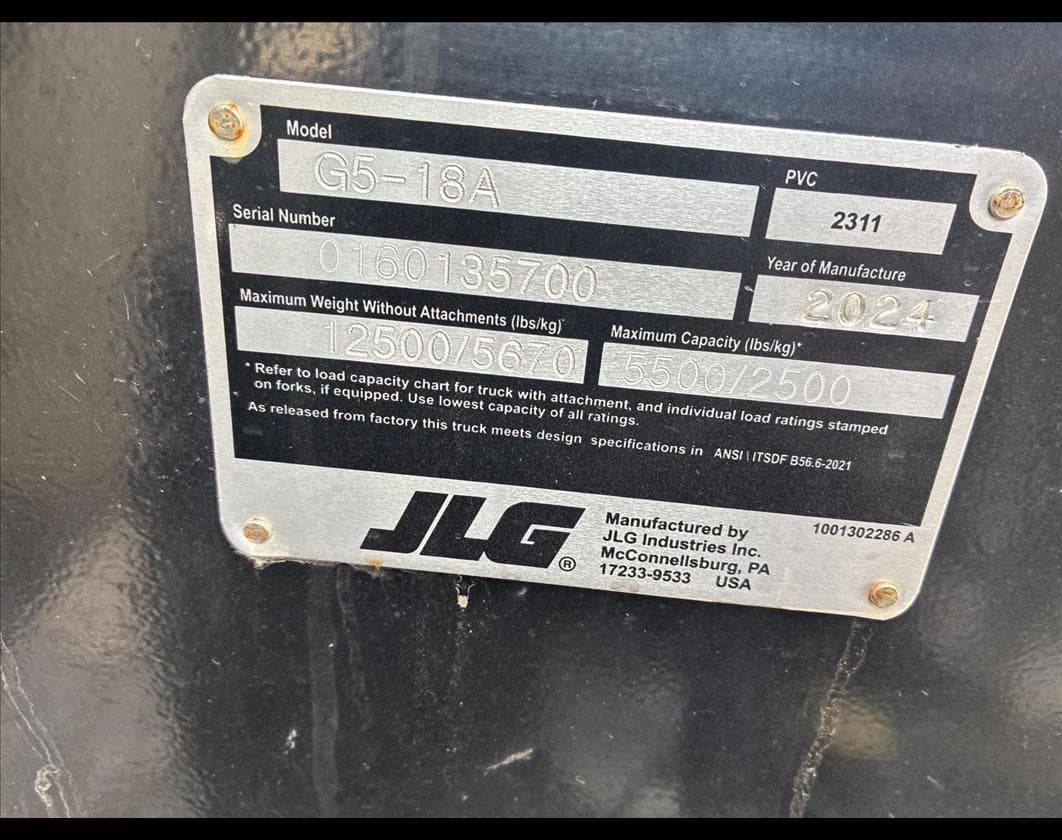 Model
G5-18A
PVC
2311
Serial Number
0160135700
Year of Manufacture
2024
Maximum Weight Without Attachments (lbs/kg)
12500/5670
Maximum Capacity (lbs/kg)*
5500/2500
* Refer to load capacity chart for truck with attachment, and individual load ratings stamped
on forks, if equipped. Use lowest capacity of all ratings.
As released from factory this truck meets design specifications in ANSI \ ITSDF B56.6-2021
JLG®
Manufactured by
JLG Industries Inc.
McConnellsburg, PA
17233-9533 USA
1001302286 A